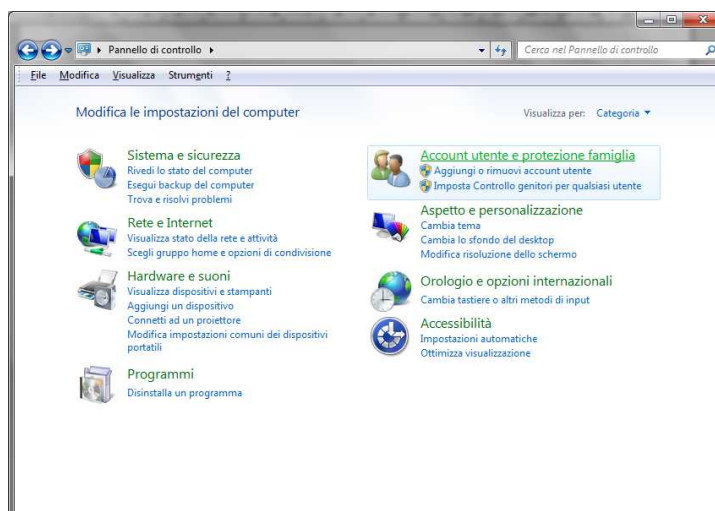 Pannello di controllo
Cerca nel Pannello di controllo
File Modifica Visualizza Strumenti ?
Modifica le impostazioni del computer
Visualizza per: Categoria
Sistema e sicurezza
Rivedi lo stato del computer
Esegui backup del computer
Trova e risolvi problemi
Rete e Internet
Visualizza stato della rete e attività
Scegli gruppo home e opzioni di condivisione
Hardware e suoni
Visualizza dispositivi e stampanti
Aggiungi un dispositivo
Connetti ad un proiettore
Modifica impostazioni comuni dei dispositivi
portatili
Programmi
Disinstalla un programma
Account utente e protezione famiglia
Aggiungi o rimuovi account utente
Imposta Controllo genitori per qualsiasi utente
Aspetto e personalizzazione
Cambia tema
Cambia lo sfondo del desktop
Modifica risoluzione dello schermo
Orologio e opzioni internazionali
Cambia tastiere o altri metodi di input
Accessibilità
Impostazioni automatiche
Ottimizza visualizzazione